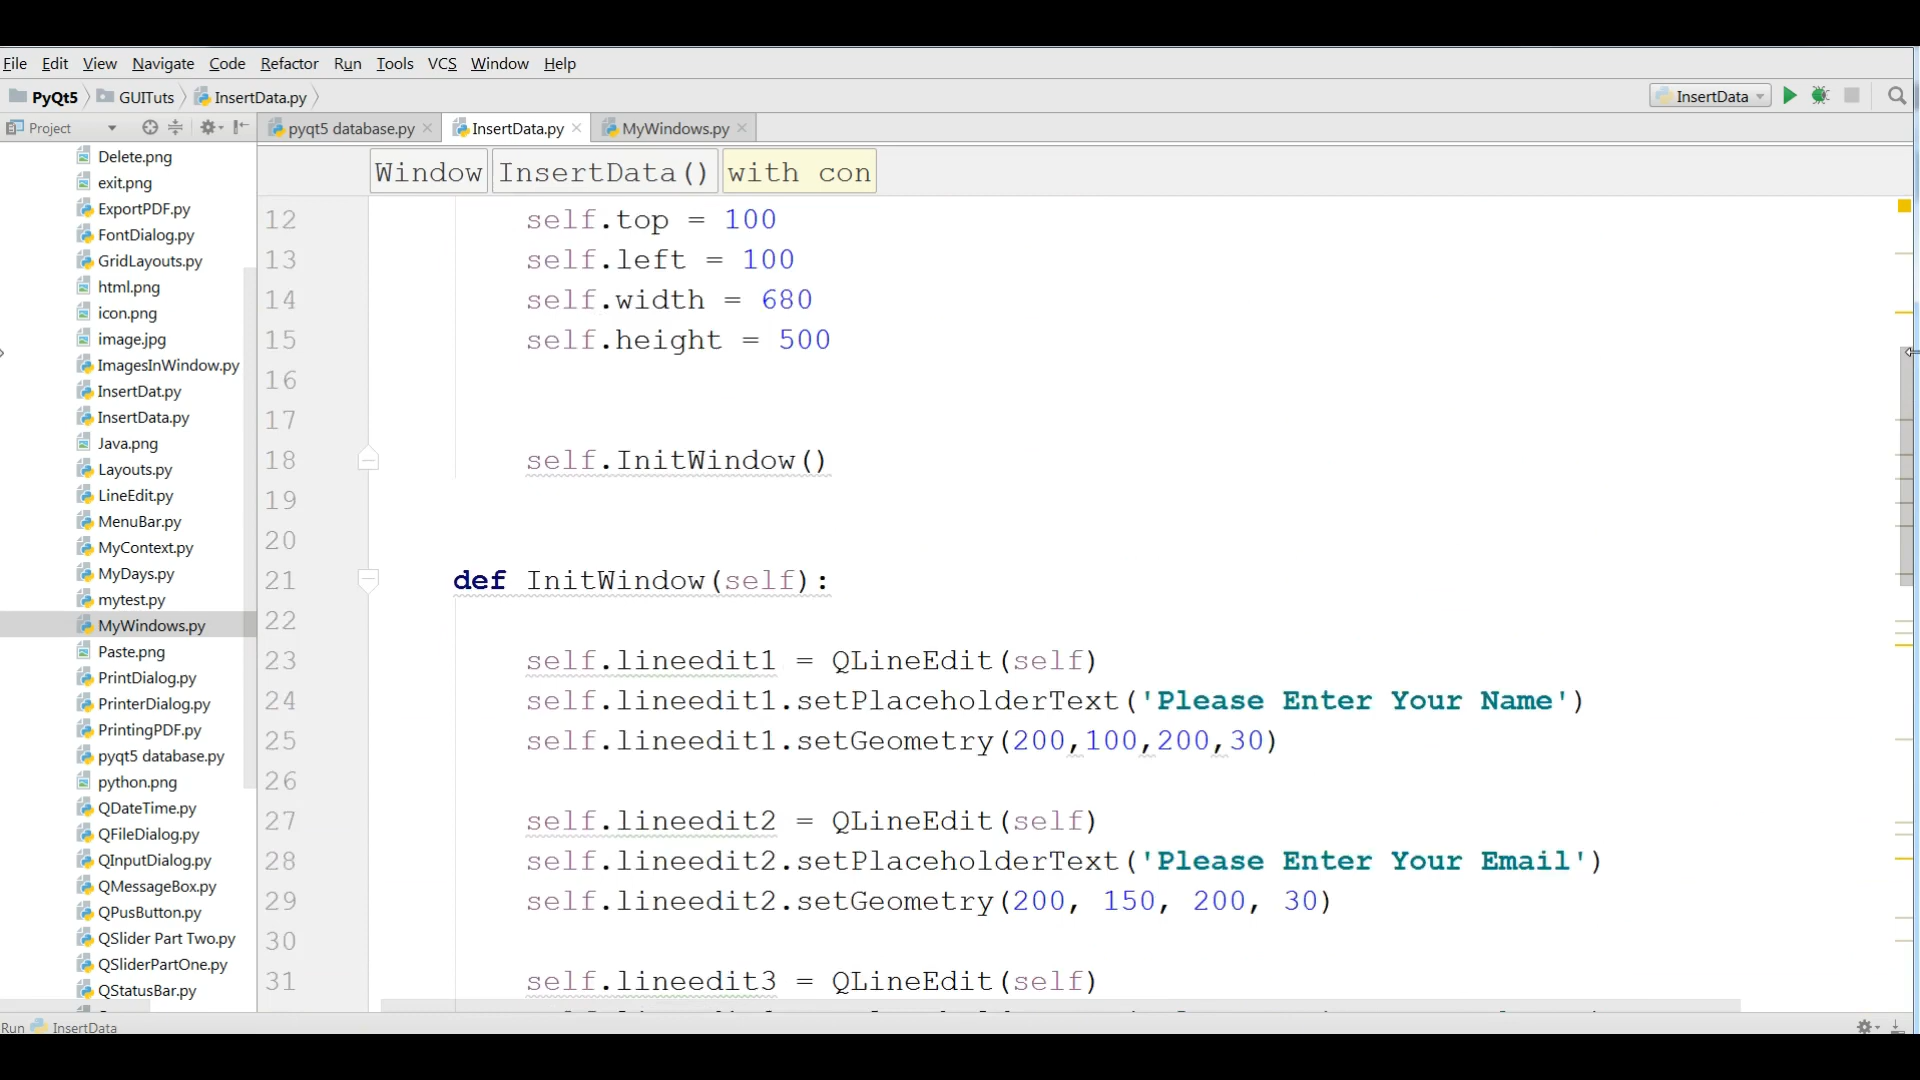 File Edit View Navigate Code Refactor Run Tools VCS Window Help
PyQt5 GUITuts InsertData.py InsertData
Project pyqt5 database.py InsertData.py MyWindows.py
Window InsertData() with con
Delete.png
exit.png
ExportPDF.py
FontDialog.py
GridLayouts.py
html.png
icon.png
image.jpg
ImagesInWindow.py
InsertDat.py
InsertData.py
Java.png
Layouts.py
LineEdit.py
MenuBar.py
MyContext.py
MyDays.py
mytest.py
MyWindows.py
Paste.png
PrintDialog.py
PrinterDialog.py
PrintingPDF.py
pyqt5 database.py
python.png
QDateTime.py
QFileDialog.py
QInputDialog.py
QMessageBox.py
QPusButton.py
QSlider Part Two.py
QSliderPartOne.py
QStatusBar.py
12 self.top = 100
13 self.left = 100
14 self.width = 680
15 self.height = 500
16
17
18 self.InitWindow()
19
20
21 def InitWindow(self):
22
23 self.lineedit1 = QLineEdit(self)
24 self.lineedit1.setPlaceholderText('Please Enter Your Name')
25 self.lineedit1.setGeometry(200,100,200,30)
26
27 self.lineedit2 = QLineEdit(self)
28 self.lineedit2.setPlaceholderText('Please Enter Your Email')
29 self.lineedit2.setGeometry(200, 150, 200, 30)
30
31 self.lineedit3 = QLineEdit(self)
Run InsertData